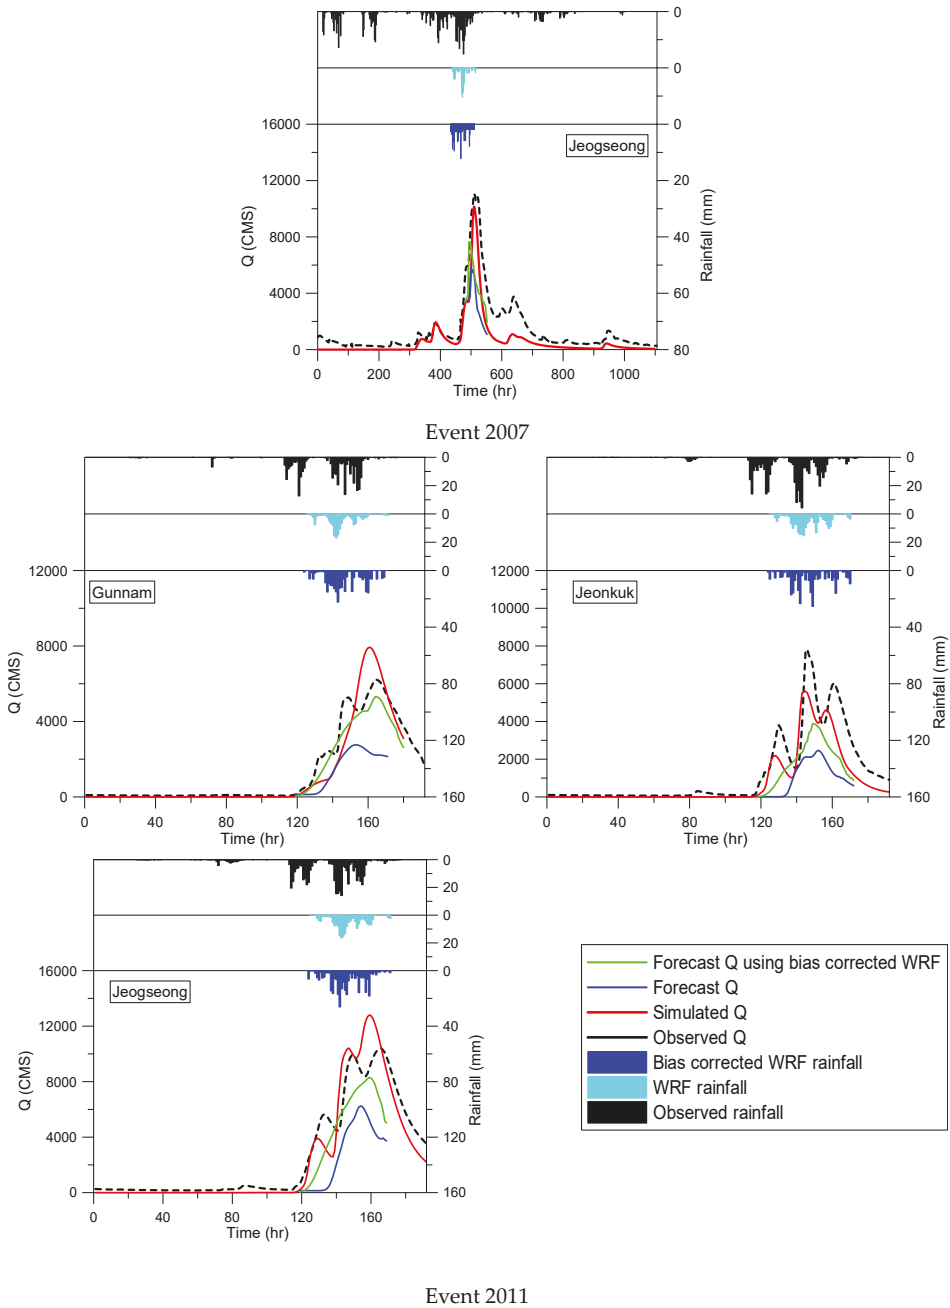 0
0
16000
0
Jeogseong
12000
20
Q (CMS)
Rainfall (mm)
8000
40
4000
60
0
80
0 200 400 600 800 1000
Time (hr)
Event 2007
0
20
0
20
12000
0
Gunnam
40
8000
Q (CMS)
80
4000
120
0
160
0 40 80 120 160
Time (hr)
0
20
0
20
12000
0
Jeonkuk
10000
40
8000
Rainfall (mm)
6000
80
4000
120
2000
0
160
0 40 80 120 160
Time (hr)
0
20
0
20
16000
0
Jeogseong
12000
40
Q (CMS)
Rainfall (mm)
8000
80
4000
120
0
160
0 40 80 120 160
Time (hr)
Forecast Q using bias corrected WRF
Forecast Q
Simulated Q
Observed Q
Bias corrected WRF rainfall
WRF rainfall
Observed rainfall
Event 2011